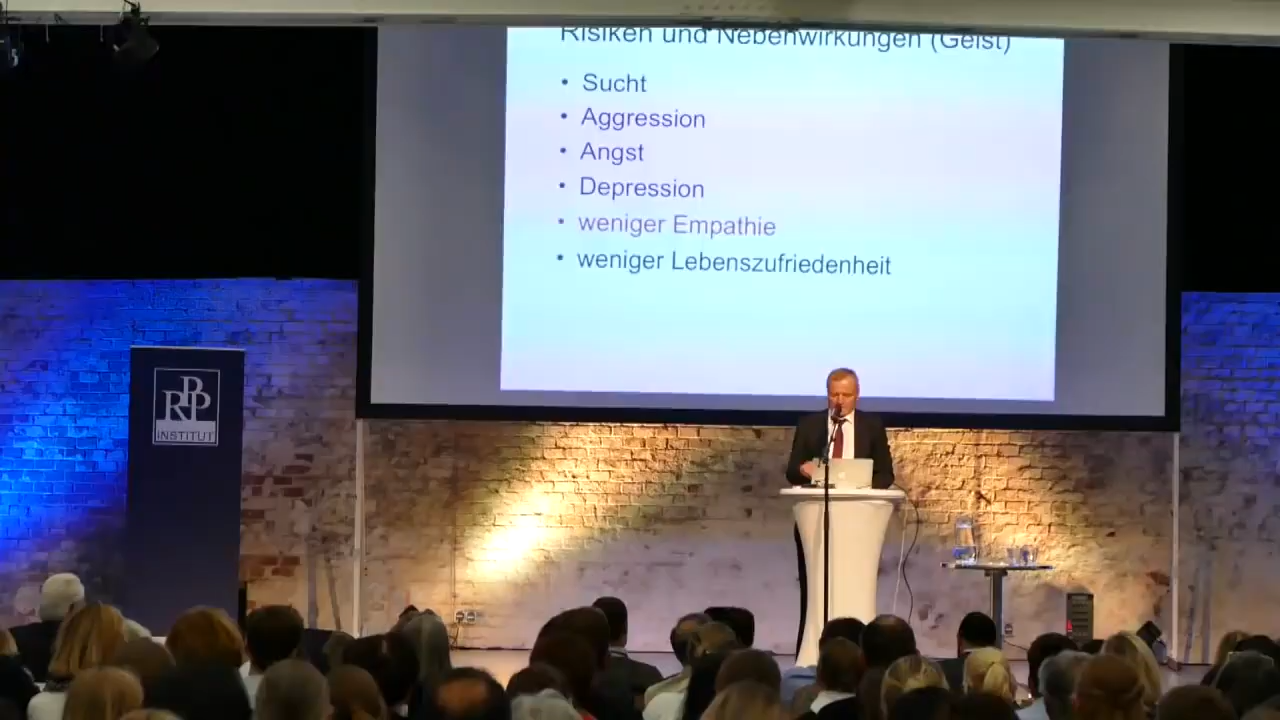 Risiken und Nebenwirkungen (Geist)
• Sucht
• Aggression
• Angst
• Depression
• weniger Empathie
• weniger Lebenszufriedenheit
RPP
INSTITUT